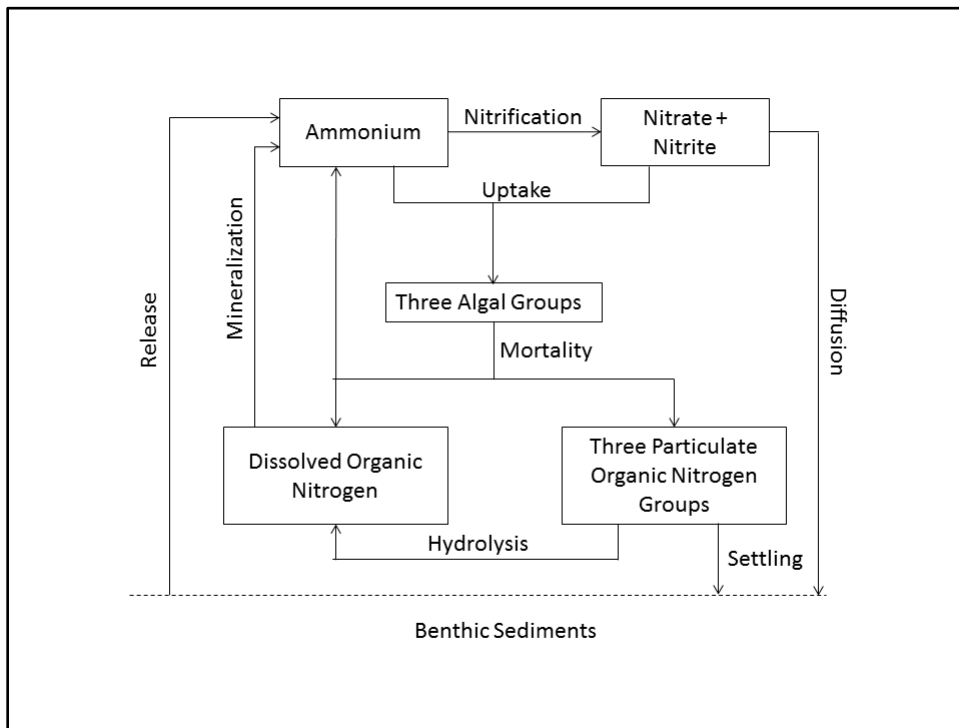 Ammonium
Nitrification
Nitrate +
Nitrite
Uptake
Mineralization
Release
Three Algal Groups
Diffusion
Mortality
Dissolved Organic
Nitrogen
Three Particulate
Organic Nitrogen
Groups
Hydrolysis
Settling
Benthic Sediments